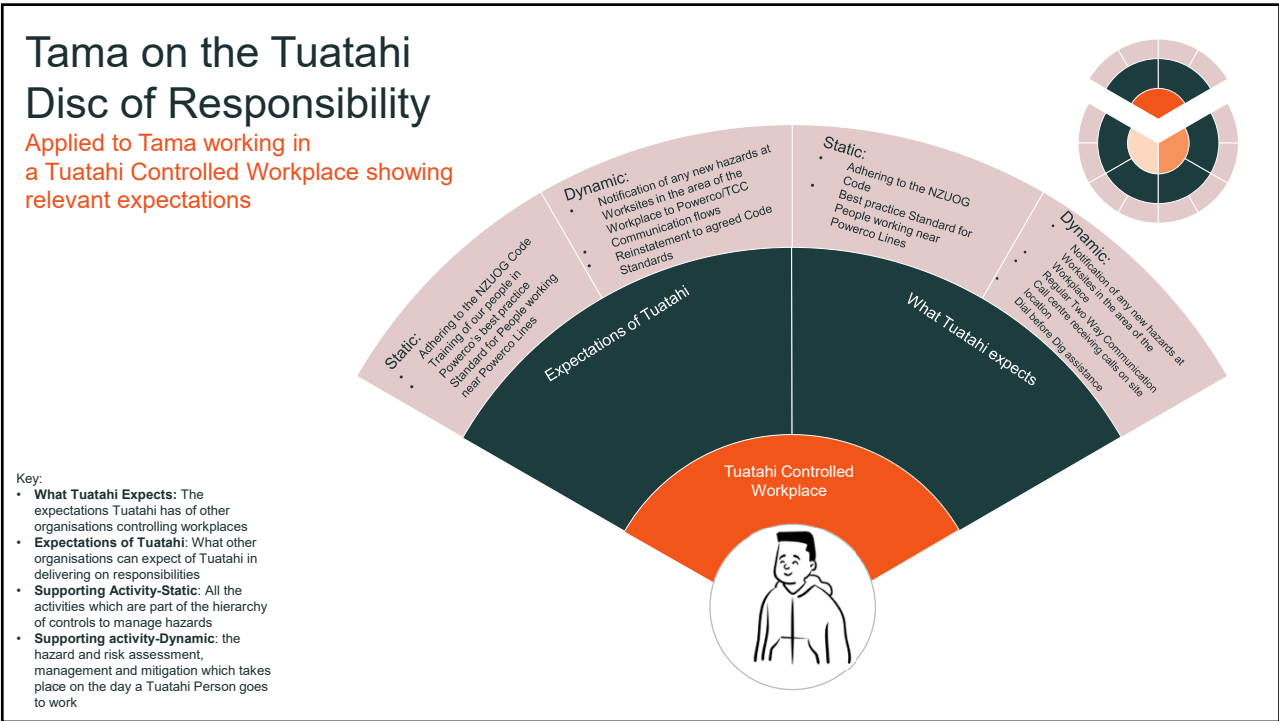 Tama on the Tuatahi
Disc of Responsibility
Applied to Tama working in
a Tuatahi Controlled Workplace showing
relevant expectations
Static:
• Adhering to the NZUOG Code
• Training of our people in
Powerco's best practice
Standard for People working
near Powerco Lines
Dynamic:
• Notification of any new hazards at
Worksites in the area of the
Workplace to Powerco/TCC
• Communication flows
• Reinstatement to agreed Code
Standards
Static:
• Adhering to the NZUOG
Code
• Best practice Standard for
People working near
Powerco Lines
Dynamic:
• Notification of any new hazards at
Worksites in the area of the
Workplace
• Regular Two Way Communication
• Call centre receiving calls on site
location
• Dial before Dig assistance
Expectations of Tuatahi
What Tuatahi expects
Tuatahi Controlled
Workplace
Key:
• What Tuatahi Expects: The
expectations Tuatahi has of other
organisations controlling workplaces
• Expectations of Tuatahi: What other
organisations can expect of Tuatahi in
delivering on responsibilities
• Supporting Activity-Static: All the
activities which are part of the hierarchy
of controls to manage hazards
• Supporting activity-Dynamic: the
hazard and risk assessment,
management and mitigation which takes
place on the day a Tuatahi Person goes
to work